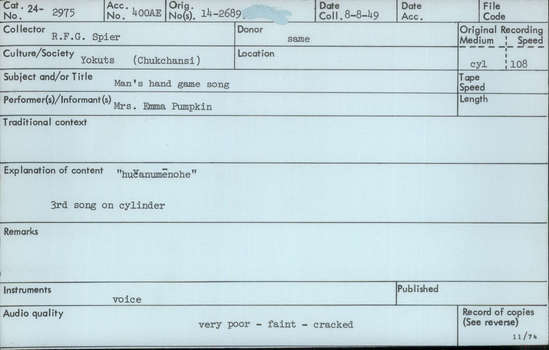 Cat. 24- 2975 Acc. No. 400AE Orig. No(s). 14-2689 Date Coll. 8-8-49 Date Acc. File Code
Collector R.F.G. Spier Donor same Original Recording Medium Speed
Culture/Society Yokuts (Chukchansi) Location cyl 108
Subject and/or Title Man's hand game song Tape Speed
Performer(s)/Informant(s) Mrs. Emma Pumpkin Length
Traditional context
Explanation of content "hučanumēnohe"
3rd song on cylinder
Remarks
Instruments voice Published
Audio quality very poor - faint - cracked Record of copies (See reverse)
11/74